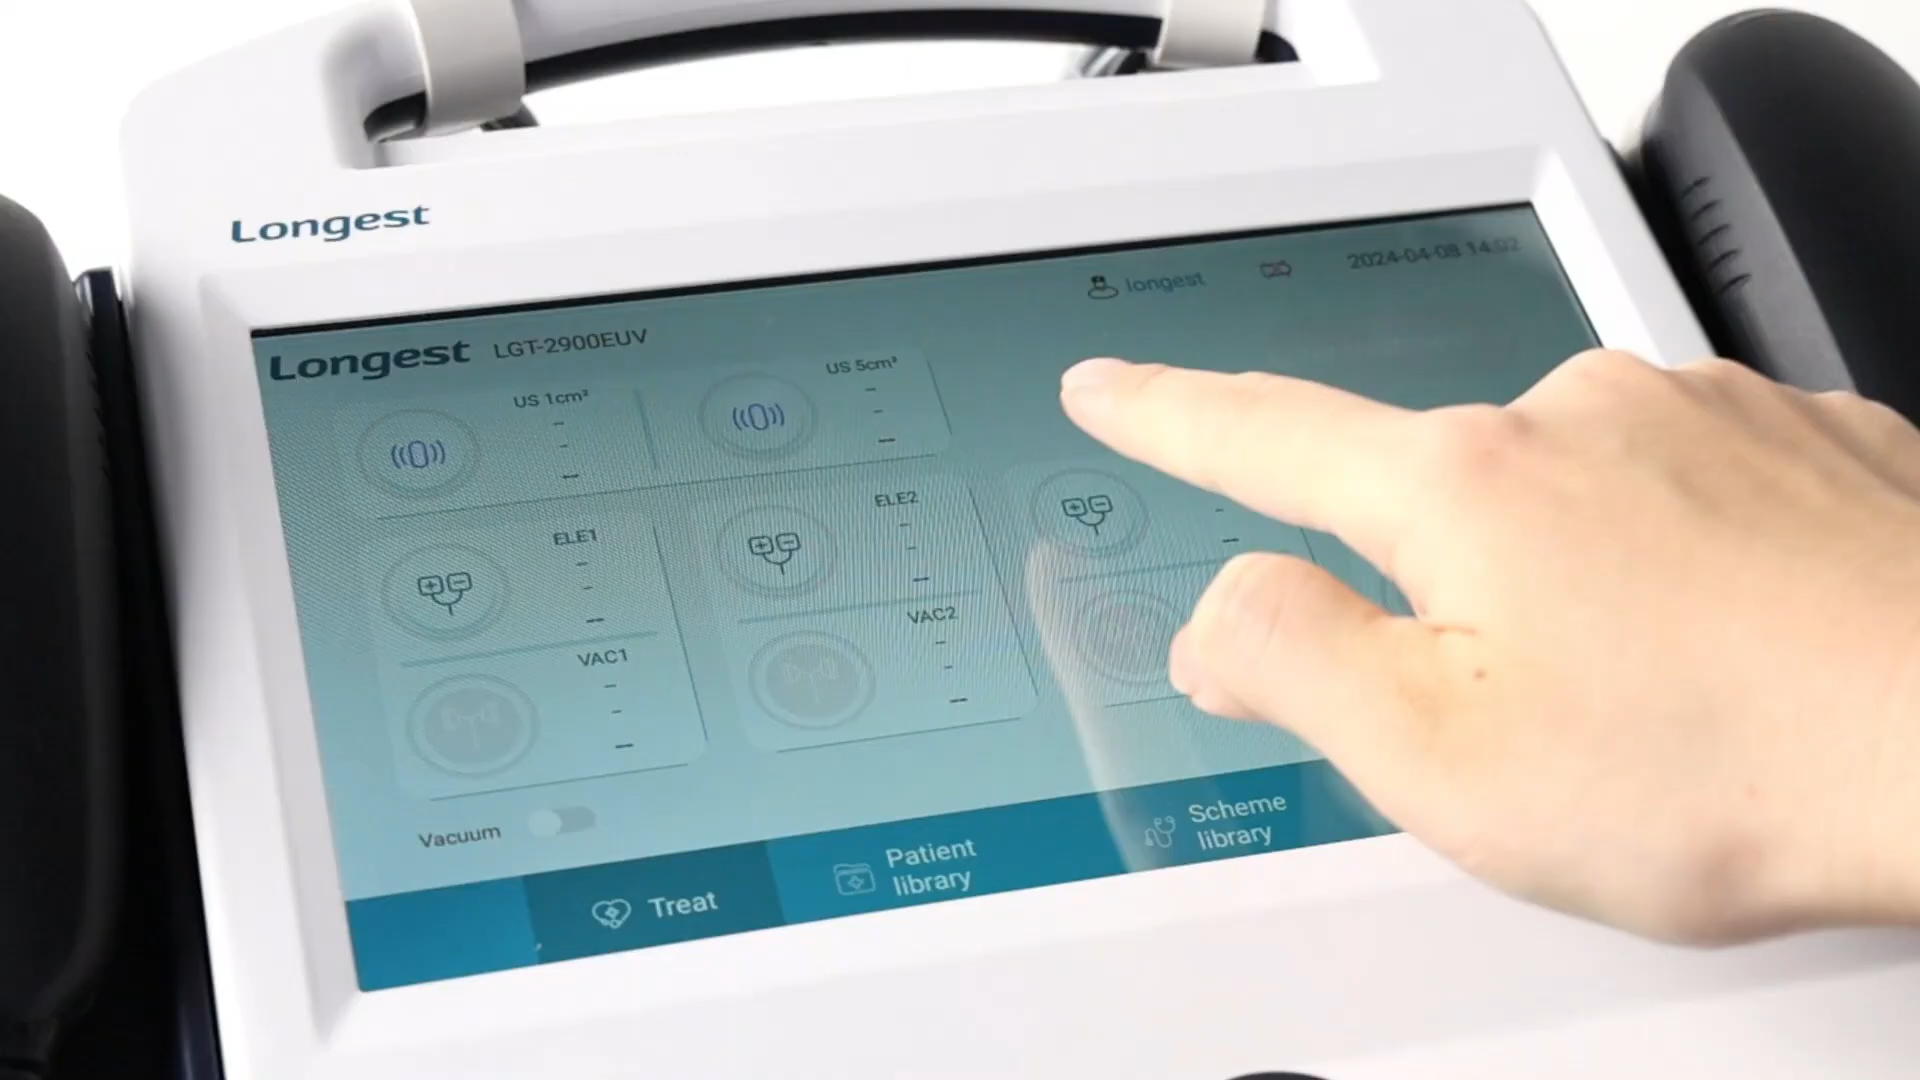 Longest
longest
2024-04-08 14:02
Longest LGT-2900EUV
US 1cm²
US 5cm²
ELE1
ELE2
VAC1
VAC2
Vacuum
Treat
Patient
library
Scheme
library